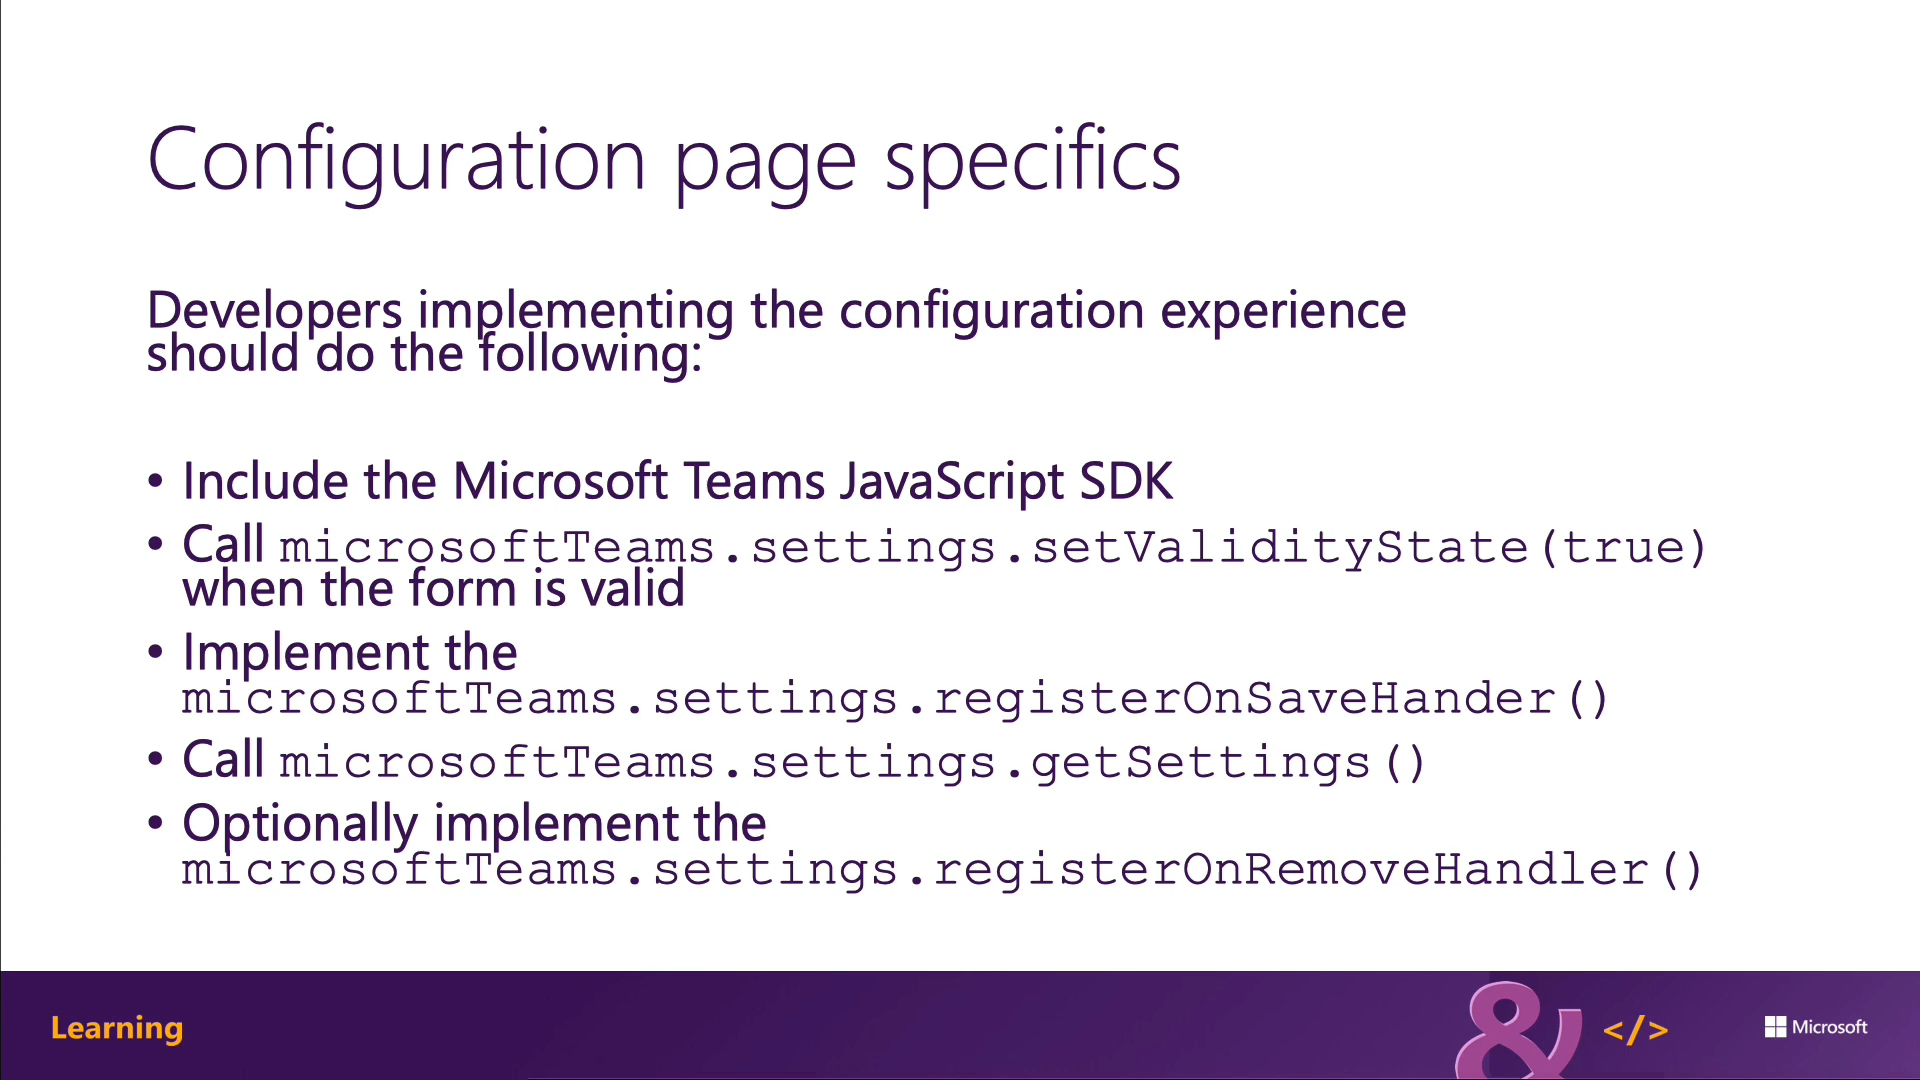 Configuration page specifics
Developers implementing the configuration experience
should do the following:
• Include the Microsoft Teams JavaScript SDK
• Call microsoftTeams.settings.setValidityState(true)
when the form is valid
• Implement the
microsoftTeams.settings.registerOnSaveHander()
• Call microsoftTeams.settings.getSettings()
• Optionally implement the
microsoftTeams.settings.registerOnRemoveHandler()
Learning
& </>
Microsoft